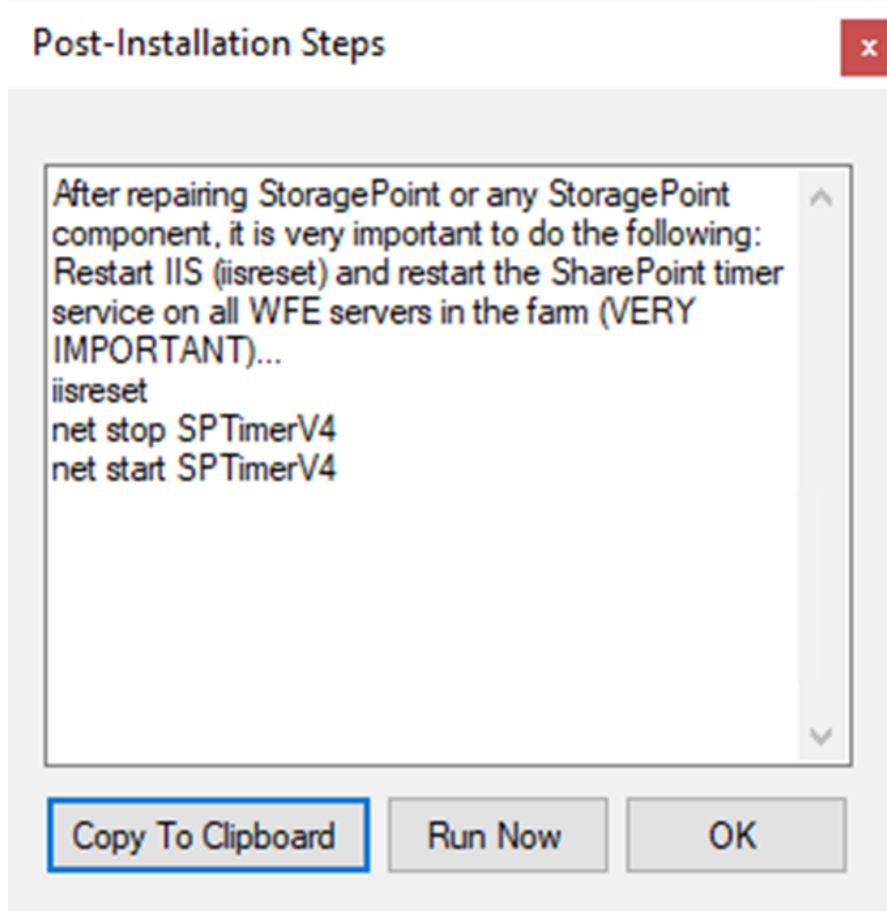 Post-Installation Steps
x
After repairing StoragePoint or any StoragePoint
component, it is very important to do the following:
Restart IIS (iisreset) and restart the SharePoint timer
service on all WFE servers in the farm (VERY
IMPORTANT)...
iisreset
net stop SPTimerV4
net start SPTimerV4
Copy To Clipboard
Run Now
OK